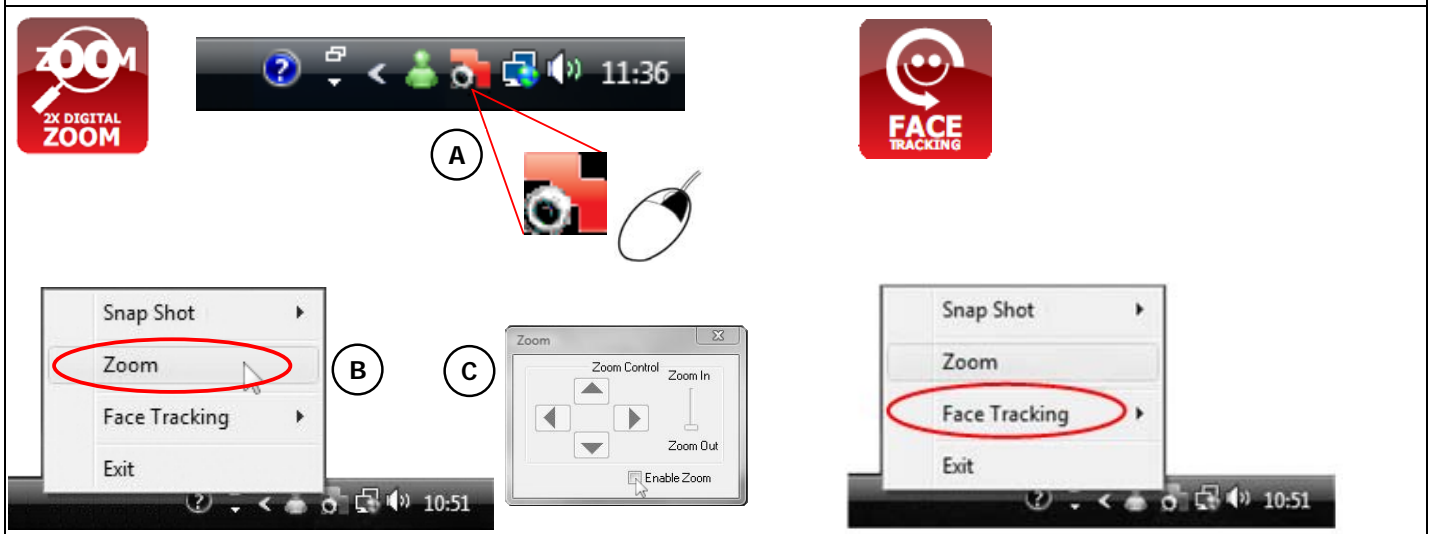 ZOOM
2X DIGITAL
ZOOM
? < 11:36
A
Snap Shot
Zoom
Face Tracking
Exit
? < 10:51
B
C
Zoom
Zoom Control
Zoom In
Zoom Out
Enable Zoom
FACE
TRACKING
Snap Shot
Zoom
Face Tracking
Exit
? < 10:51